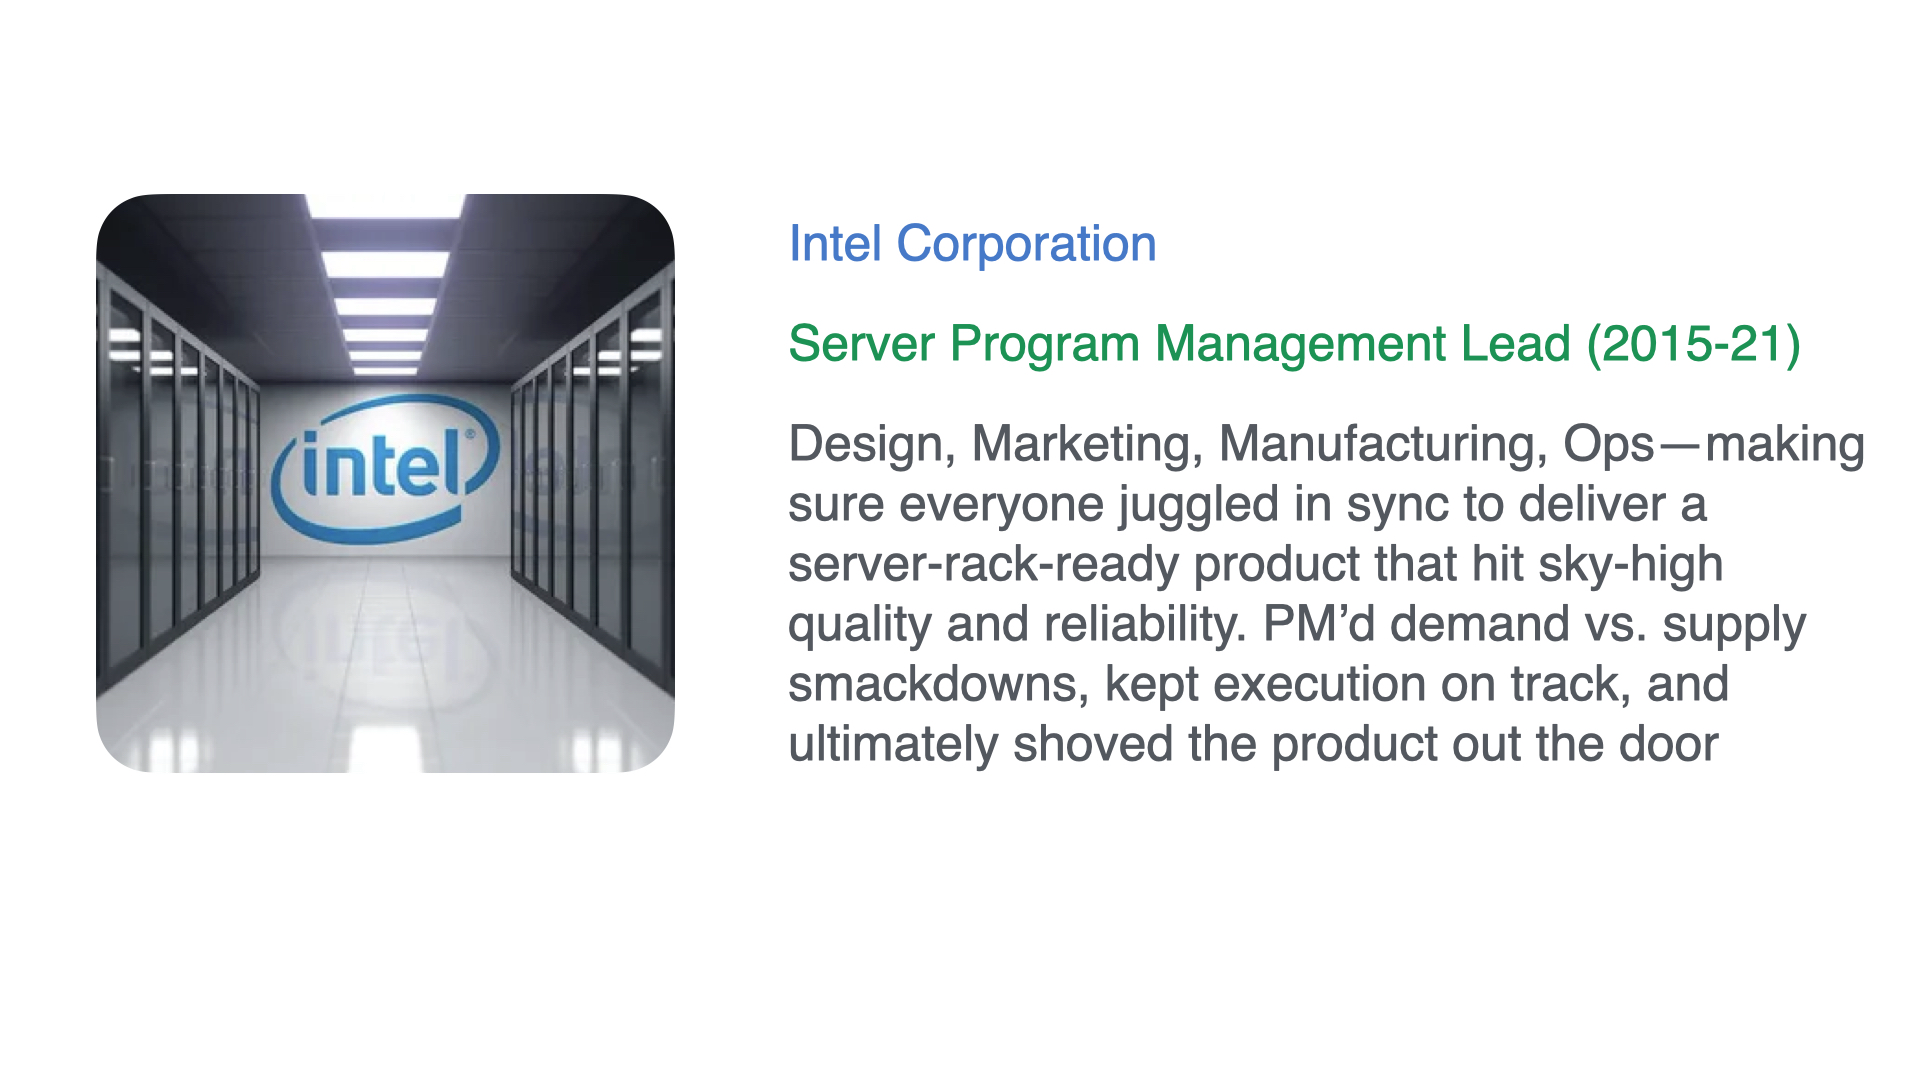 intel®
Intel Corporation
Server Program Management Lead (2015-21)
Design, Marketing, Manufacturing, Ops—making
sure everyone juggled in sync to deliver a
server-rack-ready product that hit sky-high
quality and reliability. PM’d demand vs. supply
smackdowns, kept execution on track, and
ultimately shoved the product out the door